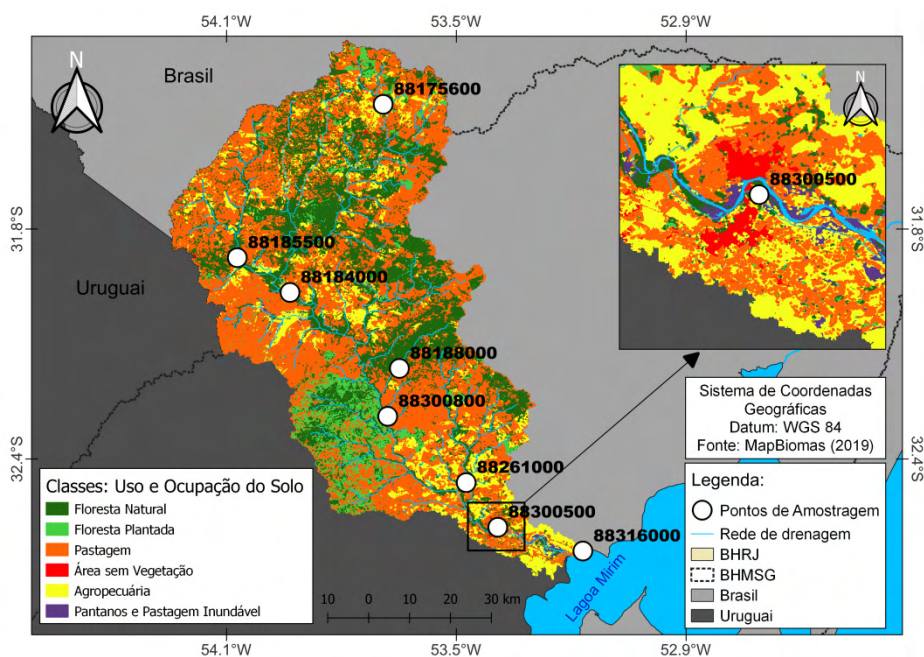 54.1°W
53.5°W
52.9°W
N
Brasil
88175600
N
88300500
31.8°S
31.8°S
88185500
Uruguai
88184000
88188000
88300800
Sistema de Coordenadas
Geográficas
Datum: WGS 84
Fonte: MapBiomas (2019)
32.4°S
32.4°S
88261000
88300500
88316000
Lagoa Mirim
Classes: Uso e Ocupação do Solo
Floresta Natural
Floresta Plantada
Pastagem
Área sem Vegetação
Agropecuária
Pantanos e Pastagem Inundável
10 0 10 20 30 km
Legenda:
Pontos de Amostragem
Rede de drenagem
BHRJ
BHMSG
Brasil
Uruguai
54.1°W
53.5°W
52.9°W